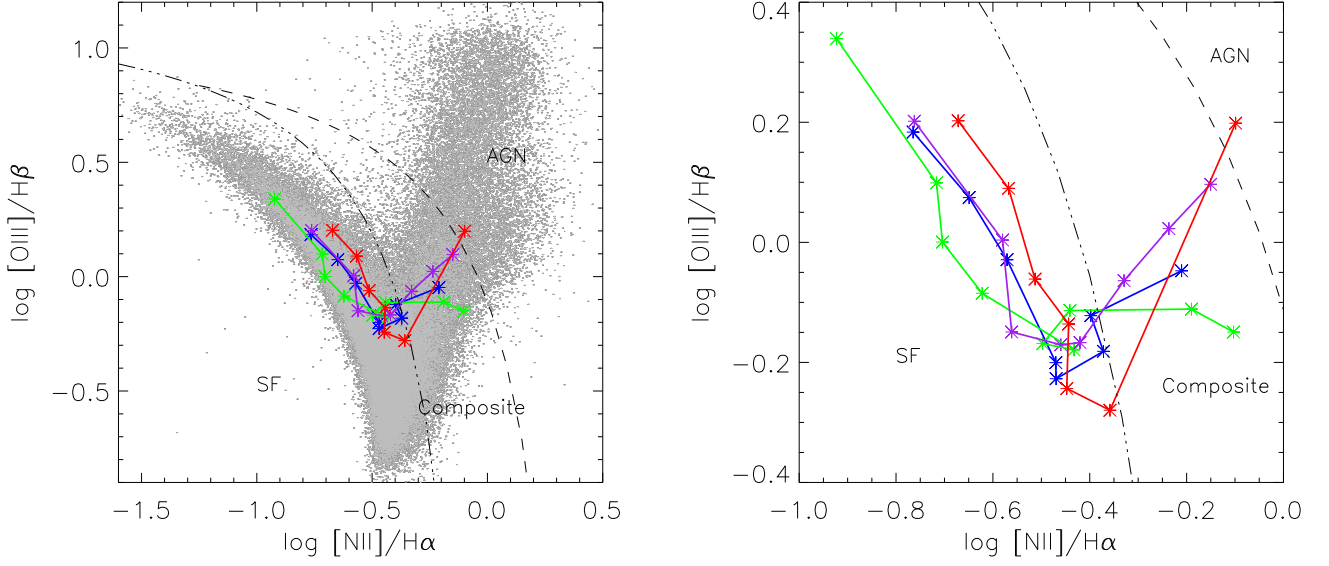 1.0
0.5
0.0
−0.5
log [OIII]/Hβ
AGN
SF
Composite
−1.5 −1.0 −0.5 0.0 0.5
log [NII]/Hα
0.4
0.2
0.0
−0.2
−0.4
log [OIII]/Hβ
AGN
SF
Composite
−1.0 −0.8 −0.6 −0.4 −0.2 0.0
log [NII]/Hα